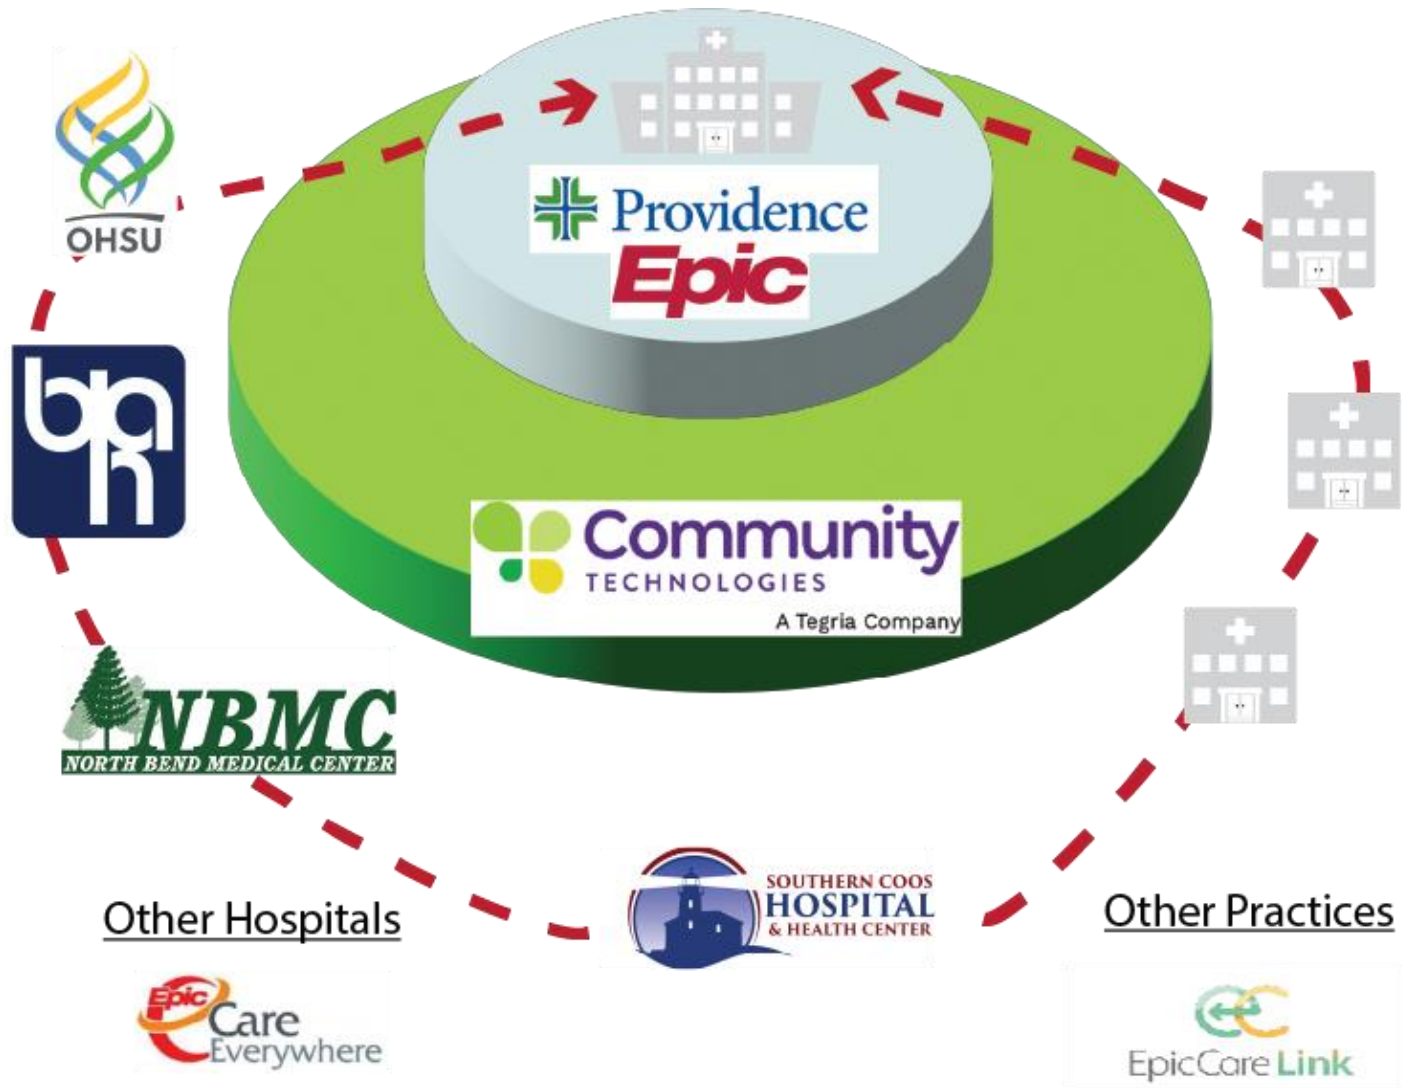 OHSU
Providence
Epic
bah
Community
TECHNOLOGIES
A Tegria Company
NBMC
NORTH BEND MEDICAL CENTER
SOUTHERN COOS
HOSPITAL
& HEALTH CENTER
Other Hospitals
Epic
Care
Everywhere
Other Practices
EpicCare Link